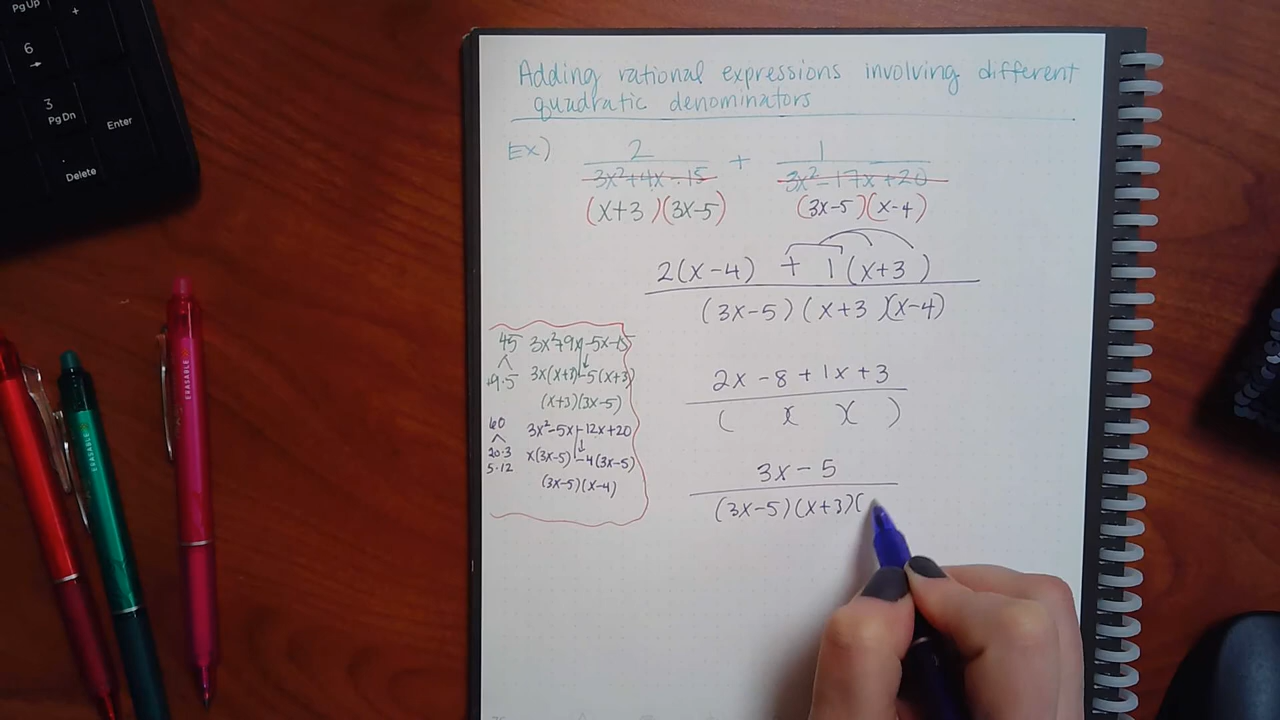 PgUp
+
6
3
PgDn
Enter
Delete
Adding rational expressions involving different
quadratic denominators
Ex) 2 + 1
3x²+4x-15 3x²-17x+20
(x+3)(3x-5) (3x-5)(x-4)
2(x-4) + 1(x+3)
(3x-5)(x+3)(x-4)
2x-8+1x+3
( )( )( )
3x-5
(3x-5)(x+3)(
45 3x²+9x-5x-15
3x(x+3)-5(x+3)
+9·5
(x+3)(3x-5)
60 3x²-5x-12x+20
20·3 x(3x-5)-4(3x-5)
5·12
(3x-5)(x-4)
ERASABLE
ERASABLE
ERASABLE